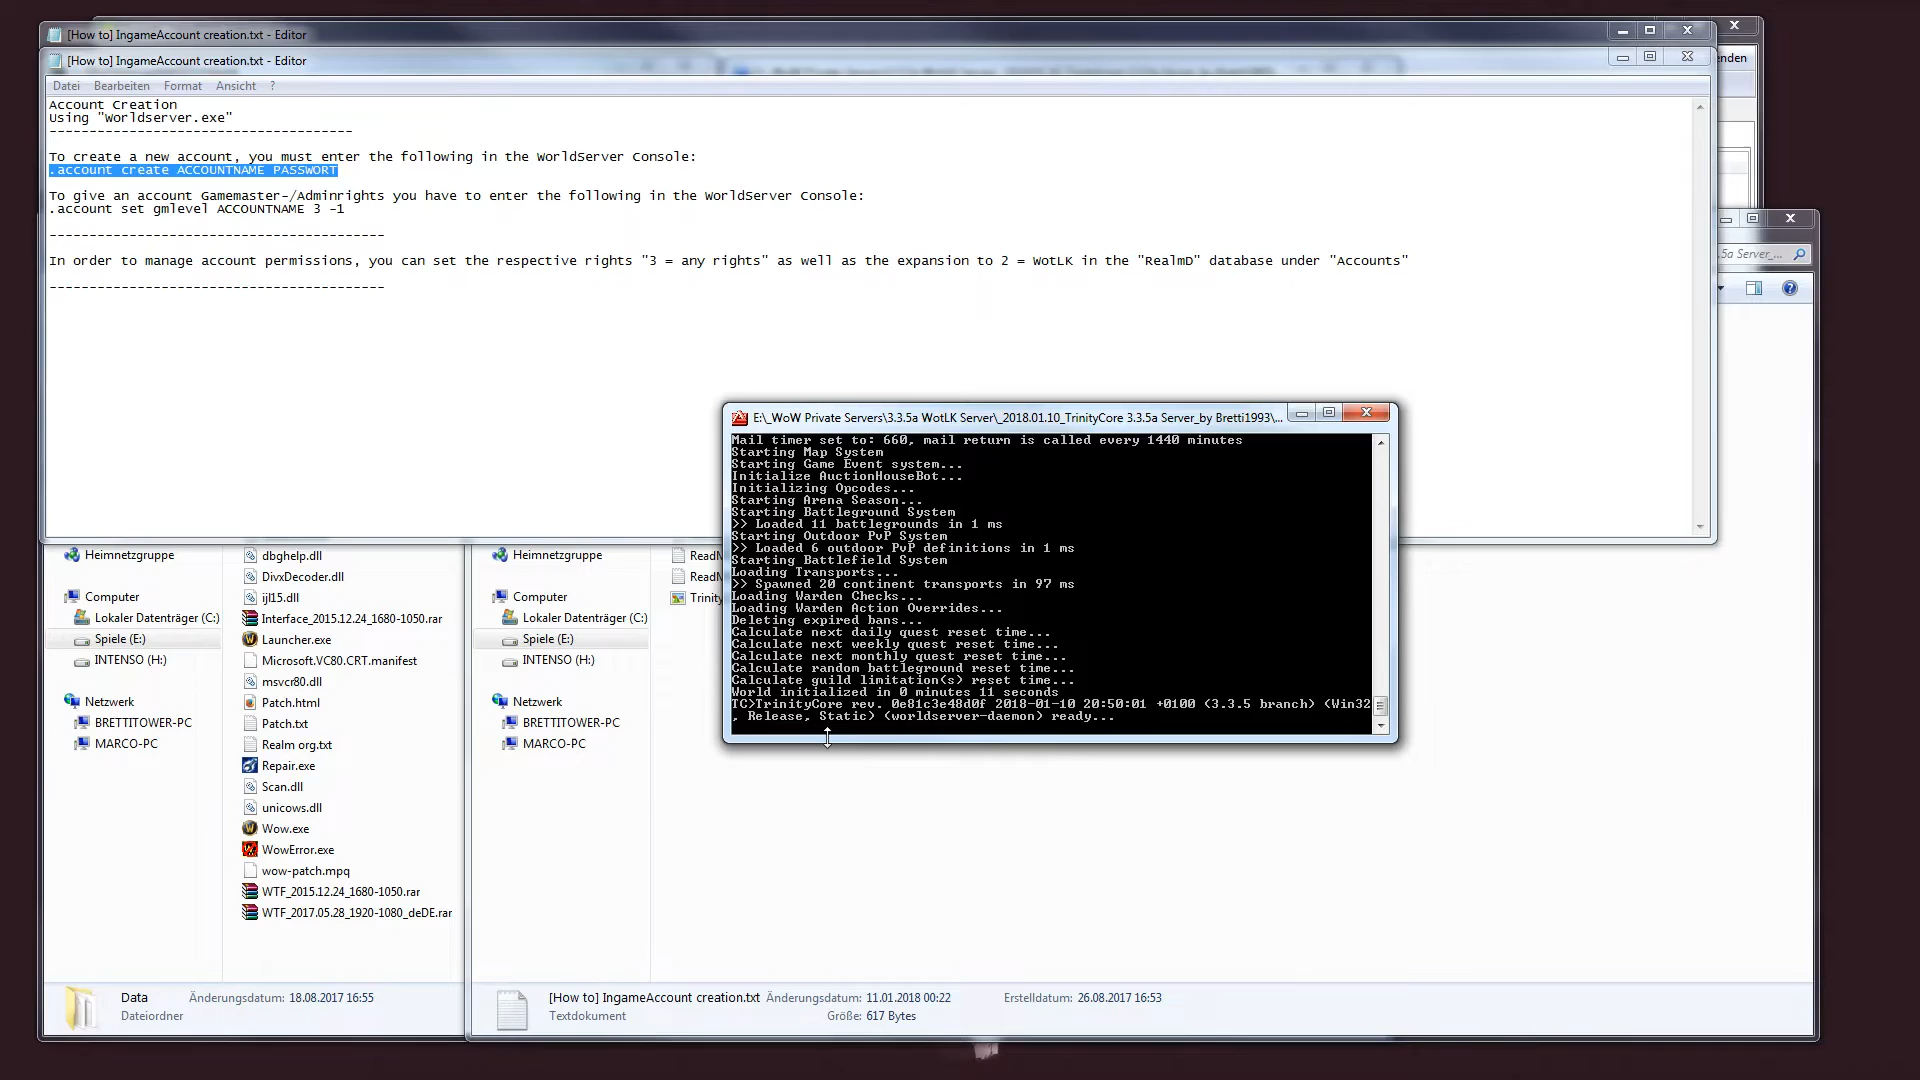 [How to] IngameAccount creation.txt - Editor
[How to] IngameAccount creation.txt - Editor
Datei Bearbeiten Format Ansicht ?
Account Creation
Using "Worldserver.exe"
--------------------------------------
To create a new account, you must enter the following in the WorldServer Console:
.account create ACCOUNTNAME PASSWORT
To give an account Gamemaster-/Adminrights you have to enter the following in the WorldServer Console:
.account set gmlevel ACCOUNTNAME 3 -1
------------------------------------------
In order to manage account permissions, you can set the respective rights "3 = any rights" as well as the expansion to 2 = WotLK in the "RealmD" database under "Accounts"
------------------------------------------
.5a Server_...
E:\_WoW Private Servers\3.3.5a WotLK Server\_2018.01.10_TrinityCore 3.3.5a Server_by Bretti1993\...
Mail timer set to: 660, mail return is called every 1440 minutes
Starting Map System
Starting Game Event system...
Initialize AuctionHouseBot...
Initializing Opcodes...
Starting Arena Season...
Starting Battleground System
>> Loaded 11 battlegrounds in 1 ms
Starting Outdoor PvP System
>> Loaded 6 outdoor PvP definitions in 1 ms
Starting Battlefield System
Loading Transports...
>> Spawned 20 continent transports in 97 ms
Loading Warden Checks...
Loading Warden Action Overrides...
Deleting expired bans...
Calculate next daily quest reset time...
Calculate next weekly quest reset time...
Calculate next monthly quest reset time...
Calculate random battleground reset time...
Calculate guild limitation(s) reset time...
World initialized in 0 minutes 11 seconds
TC>TrinityCore rev. 0e81c3e48d0f 2018-01-10 20:50:01 +0100 (3.3.5 branch) (Win32
, Release, Static) (worldserver-daemon) ready...
Heimnetzgruppe
Computer
Lokaler Datenträger (C:)
Spiele (E:)
INTENSO (H:)
Netzwerk
BRETTITOWER-PC
MARCO-PC
dbghelp.dll
DivxDecoder.dll
ijl15.dll
Interface_2015.12.24_1680-1050.rar
Launcher.exe
Microsoft.VC80.CRT.manifest
msvcr80.dll
Patch.html
Patch.txt
Realm org.txt
Repair.exe
Scan.dll
unicows.dll
Wow.exe
WowError.exe
wow-patch.mpq
WTF_2015.12.24_1680-1050.rar
WTF_2017.05.28_1920-1080_deDE.rar
Heimnetzgruppe
Computer
Lokaler Datenträger (C:)
Spiele (E:)
INTENSO (H:)
Netzwerk
BRETTITOWER-PC
MARCO-PC
Trinity
Data Änderungsdatum: 18.08.2017 16:55
Dateiordner
[How to] IngameAccount creation.txt Änderungsdatum: 11.01.2018 00:22 Erstelldatum: 26.08.2017 16:53
Textdokument Größe: 617 Bytes